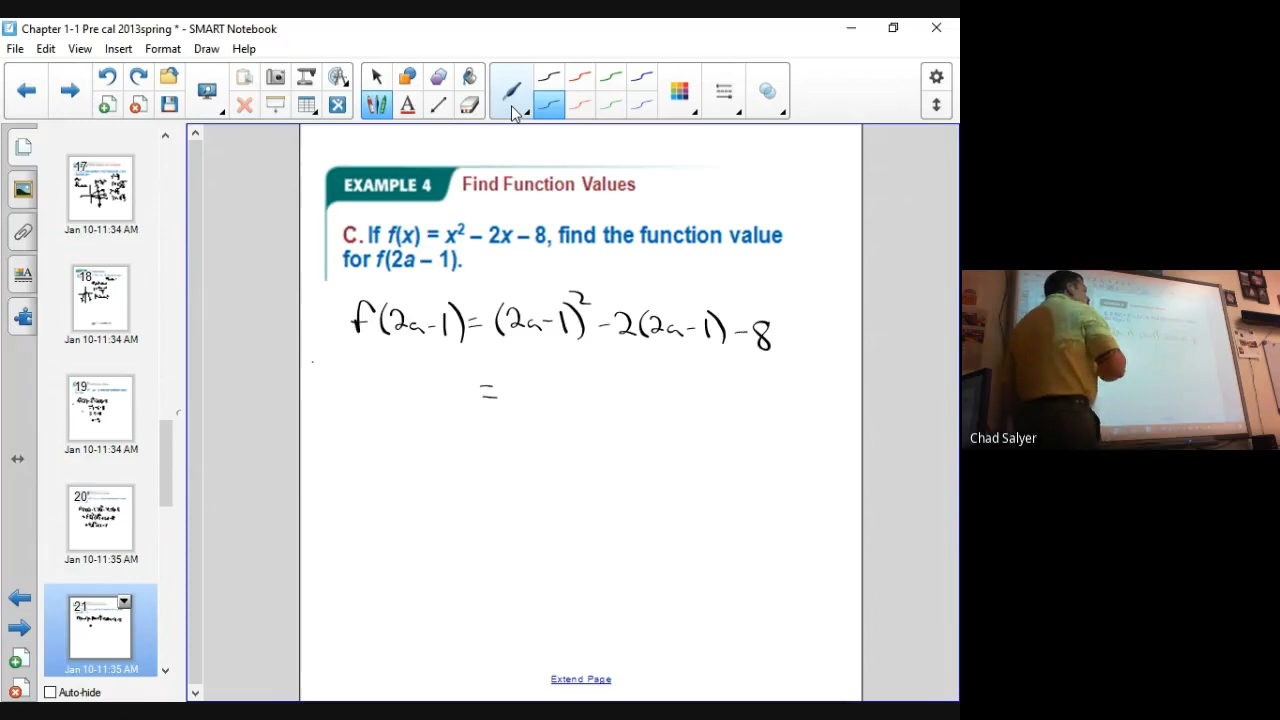 Chapter 1-1 Pre cal 2013spring * - SMART Notebook
File Edit View Insert Format Draw Help
17
Jan 10-11:34 AM
18
Jan 10-11:34 AM
19
Jan 10-11:34 AM
20
Jan 10-11:35 AM
21
Jan 10-11:35 AM
Auto-hide
EXAMPLE 4 Find Function Values
C. If f(x) = x² – 2x – 8, find the function value
for f(2a – 1).
f(2a-1) = (2a-1)² - 2(2a-1) - 8
=
Extend Page
Chad Salyer